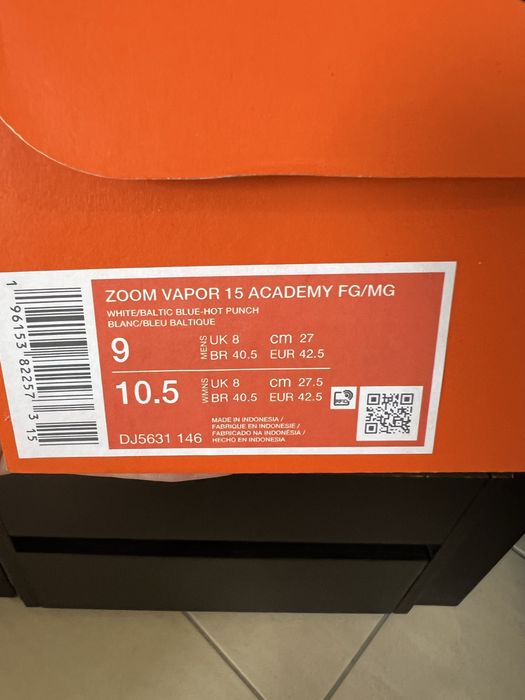 ZOOM VAPOR 15 ACADEMY FG/MG
WHITE/BALTIC BLUE-HOT PUNCH
BLANC/BLEU BALTIQUE
9
MENS
UK 8 cm 27
BR 40.5 EUR 42.5
10.5
WMNS
UK 8 cm 27.5
BR 40.5 EUR 42.5
RFID
DJ5631 146
MADE IN INDONESIA /
FABRIQUE EN INDONESIE /
FABRICADO NA INDONÉSIA /
HECHO EN INDONESIA
1 96153 82257 3 15